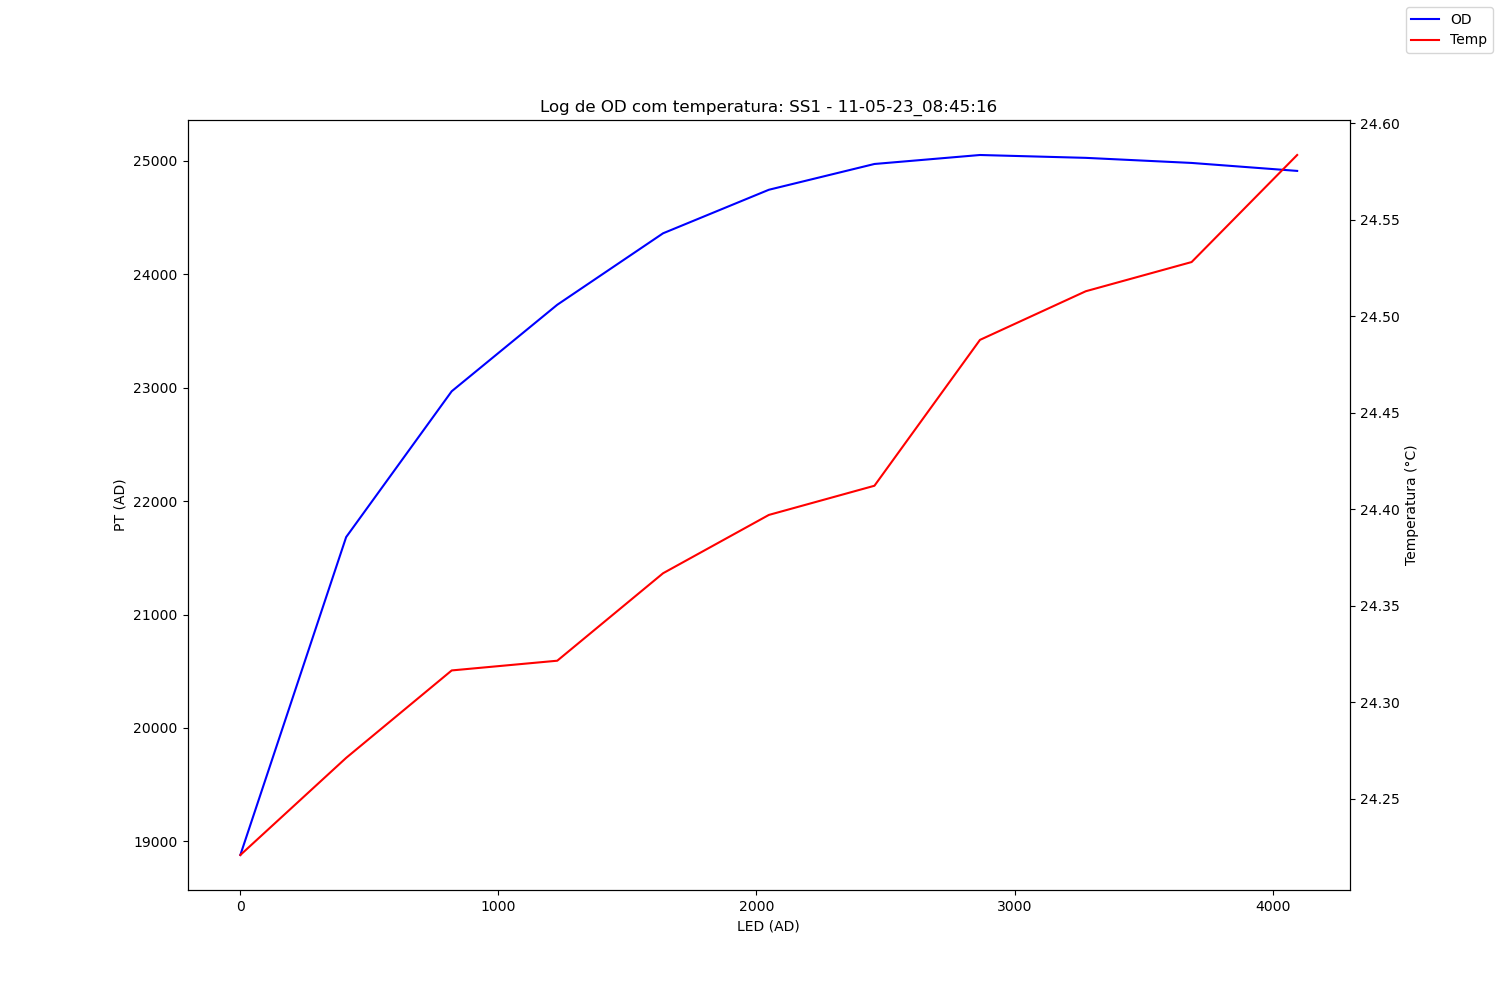 OD
Temp
Log de OD com temperatura: SS1 - 11-05-23_08:45:16
25000
24000
23000
22000
21000
20000
19000
PT (AD)
24.60
24.55
24.50
24.45
24.40
24.35
24.30
24.25
Temperatura (°C)
0 1000 2000 3000 4000
LED (AD)